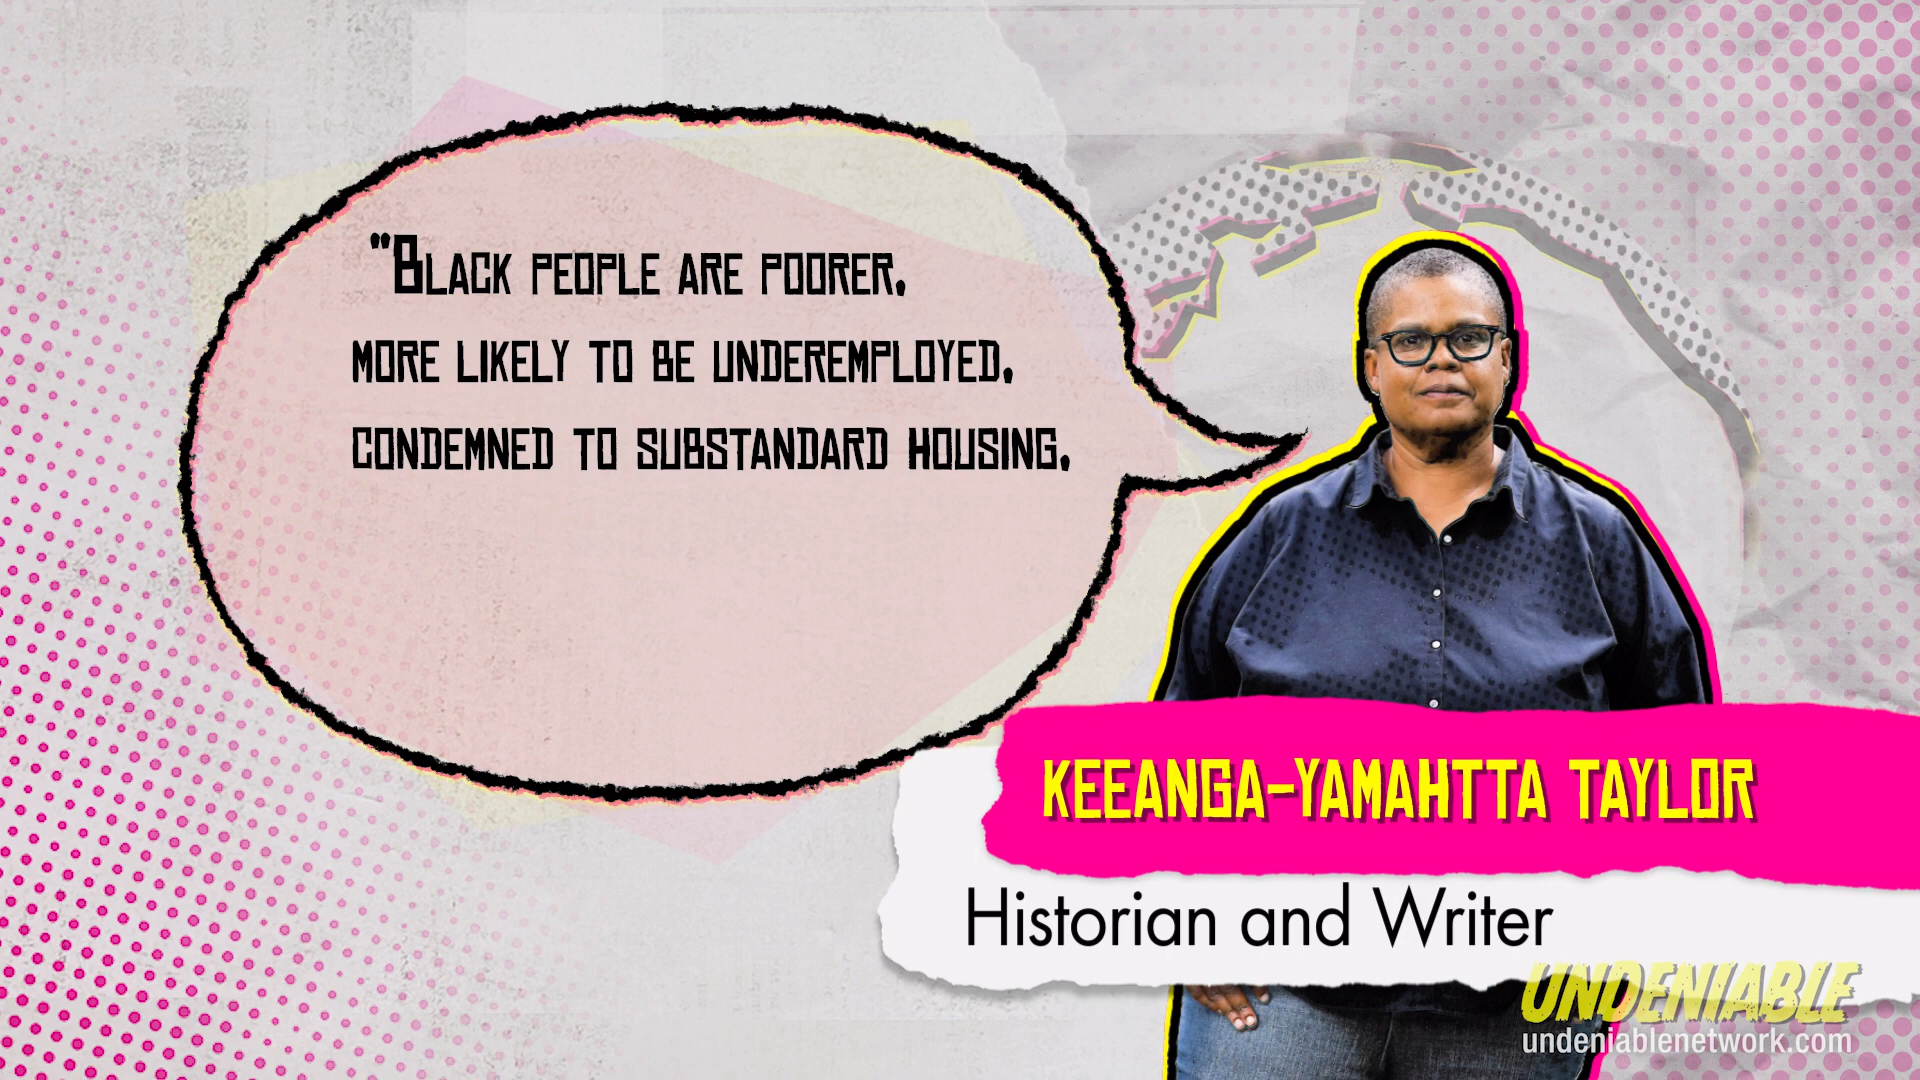 "Black people are poorer,
more likely to be underemployed,
condemned to substandard housing,
KEEANGA-YAMAHTTA TAYLOR
Historian and Writer
UNDENIABLE
undeniablenetwork.com